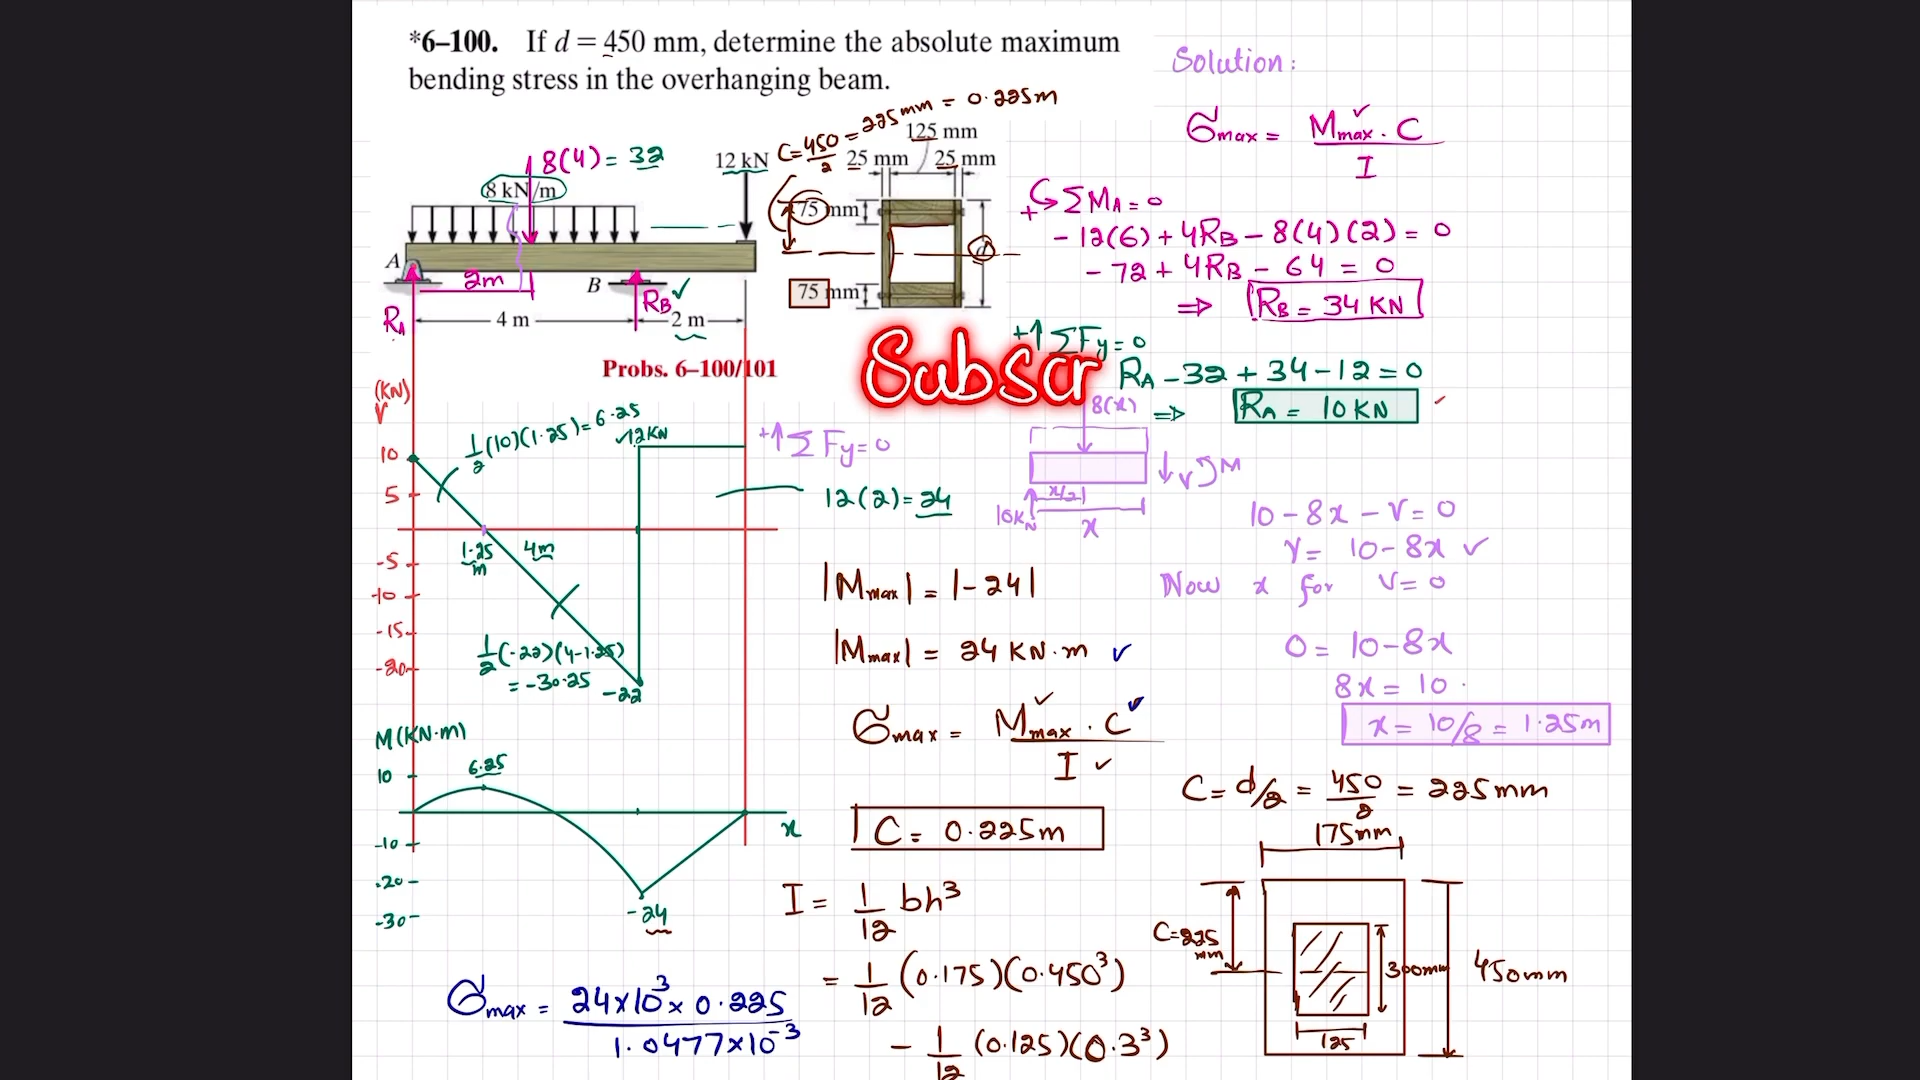 *6–100. If d = 450 mm, determine the absolute maximum
bending stress in the overhanging beam.
C = 450/2 = 225mm = 0.225m
125 mm
25 mm
25 mm
8(4) = 32
12 kN
8 kN/m
75 mm
d
75 mm
A
2m
B
RA
RB ✓
4 m
2 m
Probs. 6–100/101
Solution:
σmax = Mmax . C / I
+ ΣMA = 0
- 12(6) + 4RB - 8(4)(2) = 0
- 72 + 4RB - 64 = 0
⇒ RB = 34 KN
+↑ ΣFy = 0
Subscr
RA - 32 + 34 - 12 = 0
⇒ RA = 10 KN
(KN)
V
10
5
-5
-10
-15
-20
1/2(10)(1.25) = 6.25
12KN
1.25
m
4m
1/2(-22)(4-1.25)
= -30.25
-22
+↑ΣFy = 0
12(2) = 24
8(x)
x/2
10KN
x
↓V
M
10 - 8x - V = 0
V = 10 - 8x ✓
Now x for V = 0
0 = 10 - 8x
8x = 10
x = 10/8 = 1.25m
|Mmax| = |-24|
|Mmax| = 24 KN.m ✓
σmax = Mmax . C / I ✓
C = 0.225m
M(KN.m)
10
6.25
-10
-20
-30
x
-24
I = 1/12 bh³
= 1/12 (0.175)(0.450³)
- 1/12 (0.125)(0.3³)
σmax = 24x10³ x 0.225 / 1.0477x10⁻³
C = d/2 = 450/2 = 225mm
175mm
C=225
mm
300mm
450mm
125